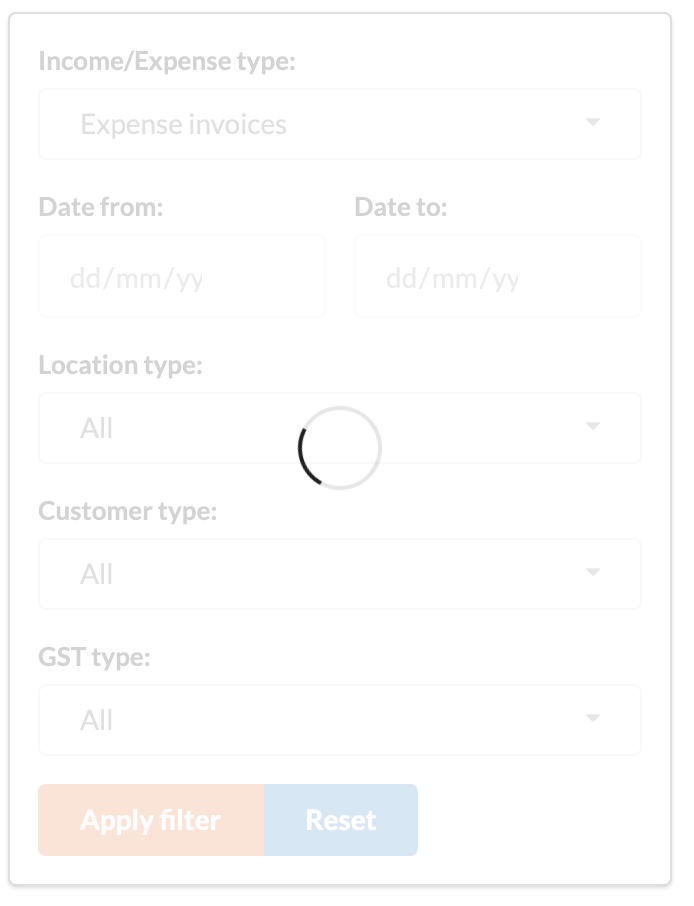 Income/Expense type:
Expense invoices
Date from: Date to:
dd/mm/yy dd/mm/yy
Location type:
All
Customer type:
All
GST type:
All
Apply filter Reset